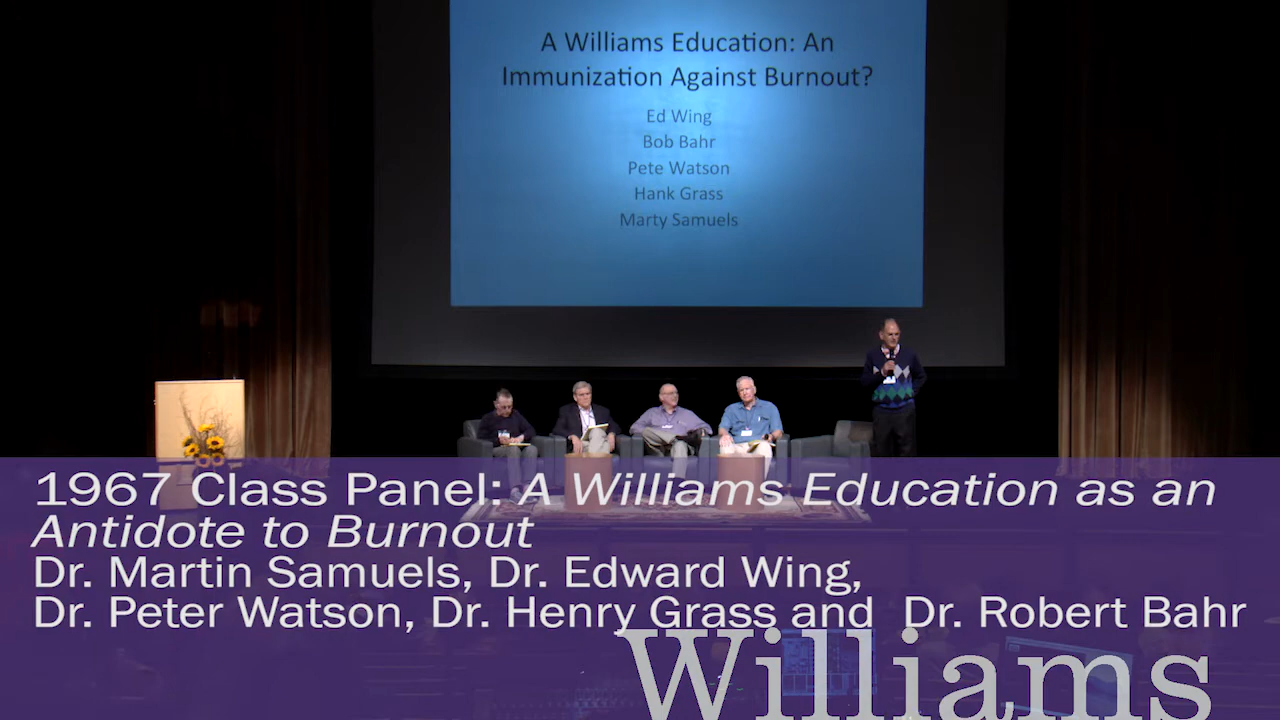 A Williams Education: An
Immunization Against Burnout?
Ed Wing
Bob Bahr
Pete Watson
Hank Grass
Marty Samuels
1967 Class Panel: A Williams Education as an
Antidote to Burnout
Dr. Martin Samuels, Dr. Edward Wing,
Dr. Peter Watson, Dr. Henry Grass and Dr. Robert Bahr
Williams